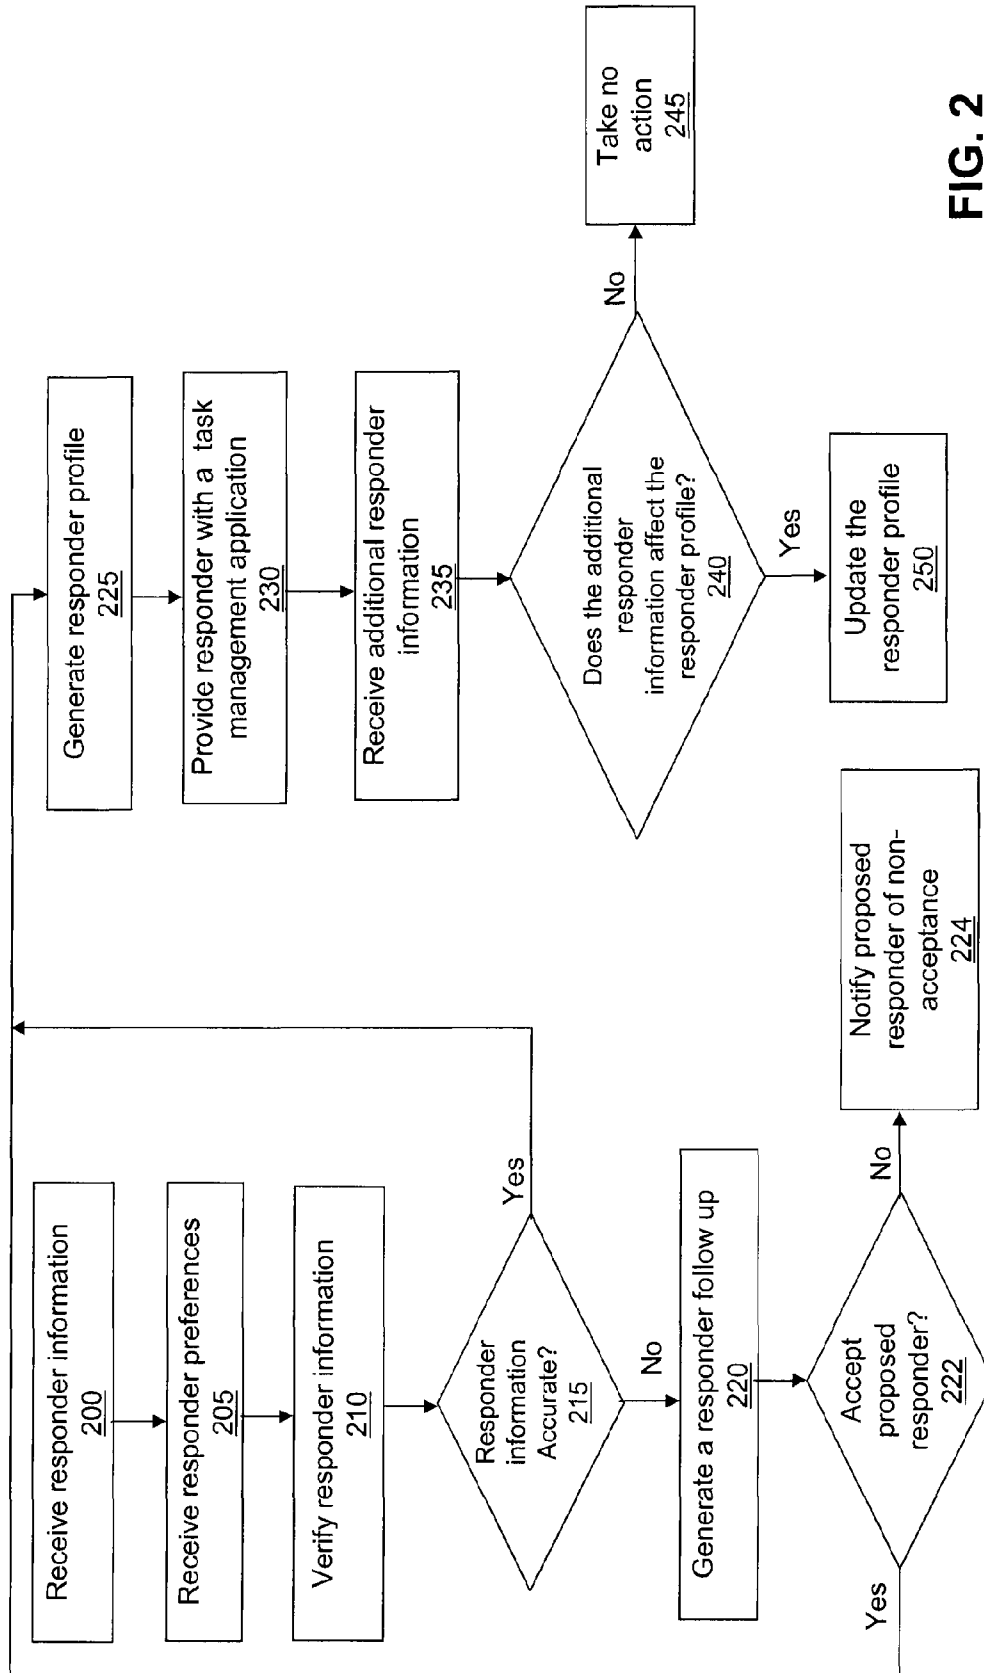 Receive responder information
200
Receive responder preferences
205
Verify responder information
210
Responder
information
Accurate?
215
Yes
No
Generate a responder follow up
220
Accept
proposed
responder?
222
Yes
No
Notify proposed
responder of non-
acceptance
224
Generate responder profile
225
Provide responder with a task
management application
230
Receive additional responder
information
235
Does the additional
responder
information affect the
responder profile?
240
No
Take no
action
245
Yes
Update the
responder profile
250
FIG. 2